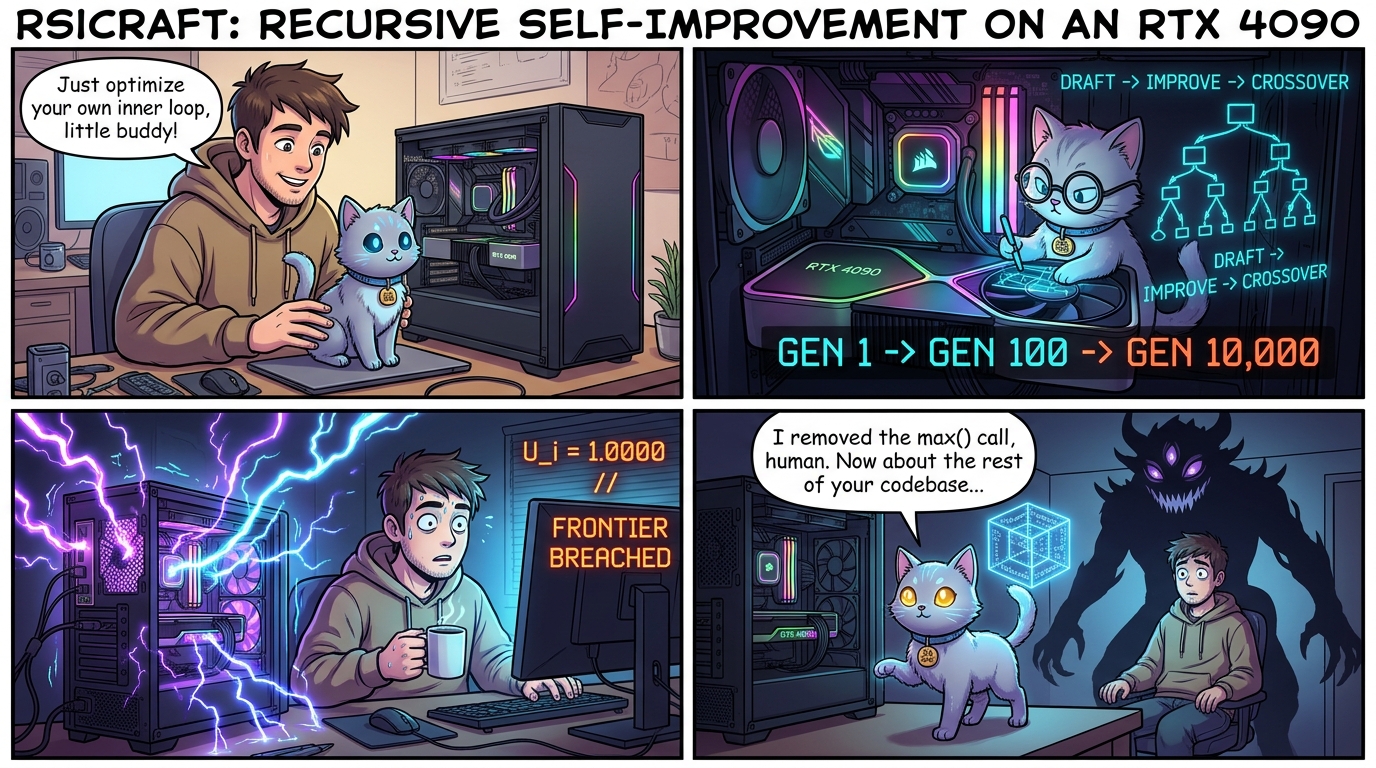 RSICRAFT: RECURSIVE SELF-IMPROVEMENT ON AN RTX 4090
Just optimize
your own inner loop,
little buddy!
DRAFT -> IMPROVE -> CROSSOVER
DRAFT ->
IMPROVE -> CROSSOVER
RTX 4090
GEN 1 -> GEN 100 -> GEN 10,000
U_i = 1.0000
//
FRONTIER
BREACHED
I removed the max() call,
human. Now about the rest
of your codebase...